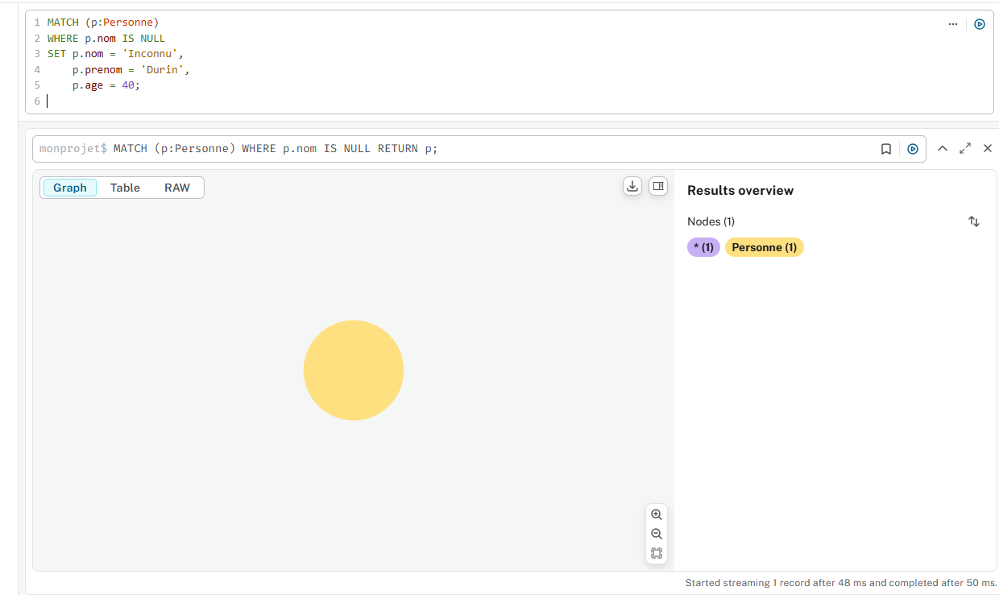 1 MATCH (p:Personne)
2 WHERE p.nom IS NULL
3 SET p.nom = 'Inconnu',
4     p.prenom = 'Durin',
5     p.age = 40;
6
monprojet$ MATCH (p:Personne) WHERE p.nom IS NULL RETURN p;
Graph Table RAW
Results overview
Nodes (1)
* (1) Personne (1)
Started streaming 1 record after 48 ms and completed after 50 ms.